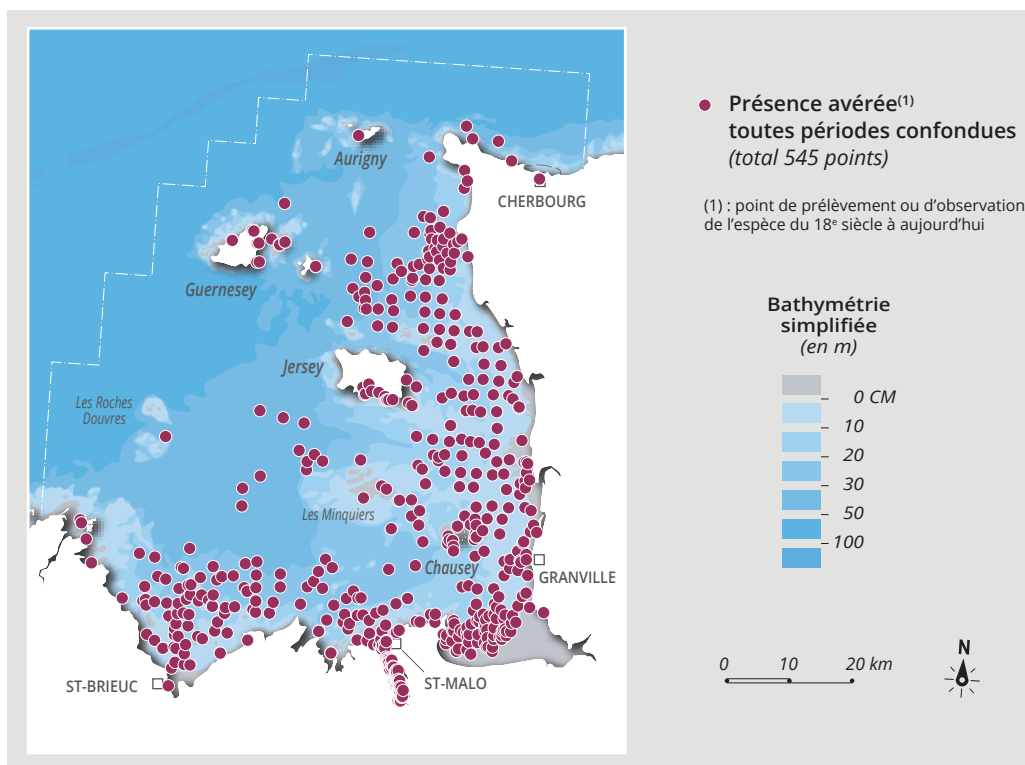 Aurigny
CHERBOURG
Guernesey
Jersey
Les Roches
Douvres
Les Minquiers
Chausey
GRANVILLE
ST-BRIEUC
ST-MALO
Présence avérée(1)
toutes périodes confondues
(total 545 points)
(1) : point de prélèvement ou d'observation
de l'espèce du 18e siècle à aujourd'hui
Bathymétrie
simplifiée
(en m)
0 CM
10
20
30
50
100
0 10 20 km
N